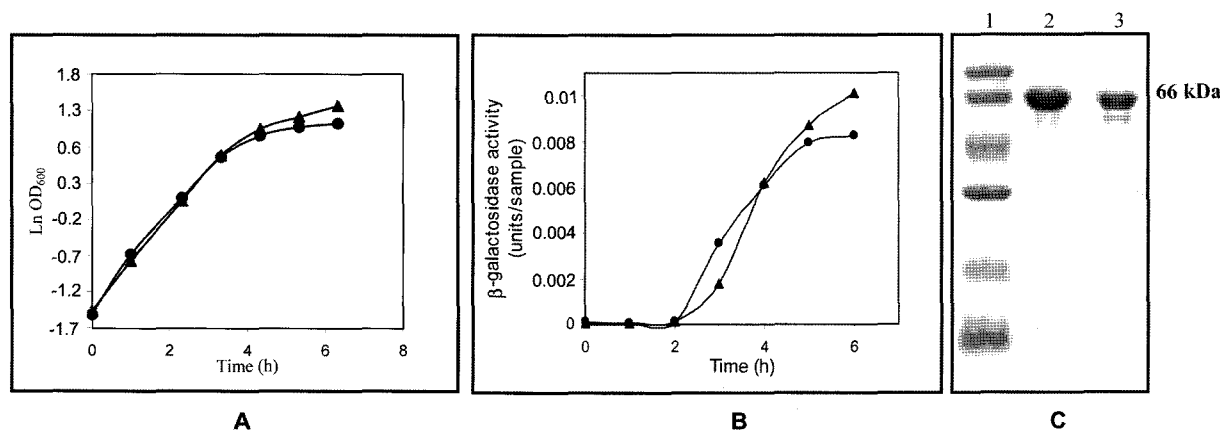 1.8
1.3
0.6
0.3
-0.2
-0.7
-1.2
-1.7
Ln OD600
0 2 4 6 8
Time (h)
A
0.01
0.008
0.006
0.004
0.002
0
β-galactosidase activity
(units/sample)
0 2 4 6
Time (h)
B
1 2 3
66 kDa
C